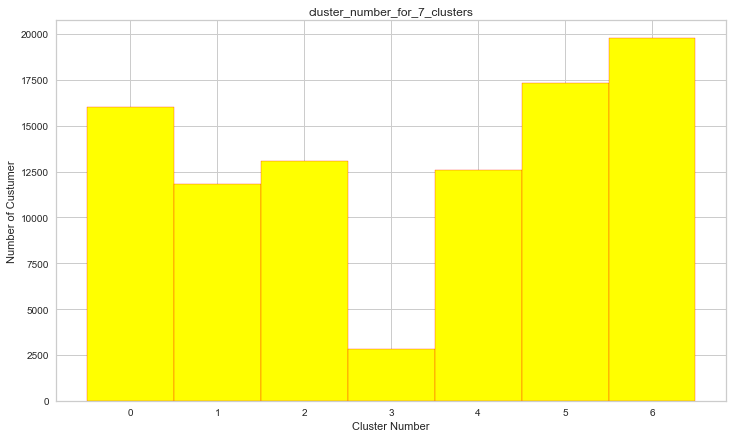 cluster_number_for_7_clusters
20000
17500
15000
12500
10000
7500
5000
2500
0
Number of Custumer
0 1 2 3 4 5 6
Cluster Number